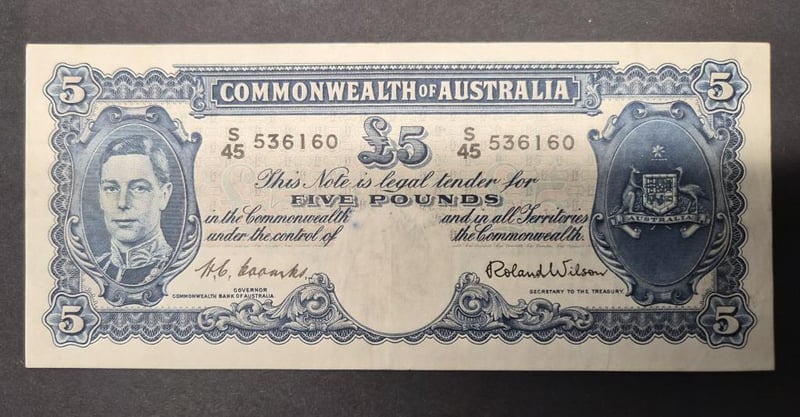 5 5
COMMONWEALTH OF AUSTRALIA
S/45 536160 £5 S/45 536160
This Note is legal tender for
FIVE POUNDS
in the Commonwealth and in all Territories
under the control of the Commonwealth.
AUSTRALIA
H.C. Coombs. Roland Wilson
GOVERNOR SECRETARY TO THE TREASURY.
COMMONWEALTH BANK OF AUSTRALIA.
5 5